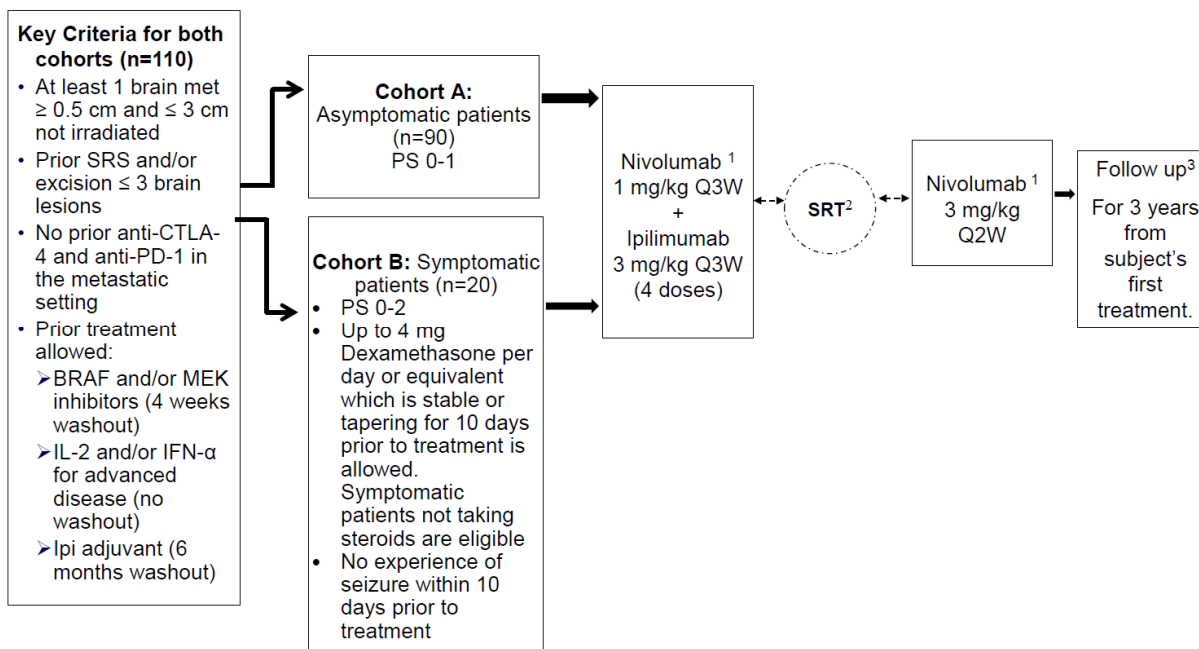 Key Criteria for both
cohorts (n=110)
• At least 1 brain met
≥ 0.5 cm and ≤ 3 cm
not irradiated
• Prior SRS and/or
excision ≤ 3 brain
lesions
• No prior anti-CTLA-
4 and anti-PD-1 in
the metastatic
setting
• Prior treatment
allowed:
➢BRAF and/or MEK
inhibitors (4 weeks
washout)
➢IL-2 and/or IFN-α
for advanced
disease (no
washout)
➢Ipi adjuvant (6
months washout)
Cohort A:
Asymptomatic patients
(n=90)
PS 0-1
Cohort B: Symptomatic
patients (n=20)
• PS 0-2
• Up to 4 mg
Dexamethasone per
day or equivalent
which is stable or
tapering for 10 days
prior to treatment is
allowed.
Symptomatic
patients not taking
steroids are eligible
• No experience of
seizure within 10
days prior to
treatment
Nivolumab ¹
1 mg/kg Q3W
+
Ipilimumab
3 mg/kg Q3W
(4 doses)
SRT²
Nivolumab ¹
3 mg/kg
Q2W
Follow up³
For 3 years
from
subject's
first
treatment.